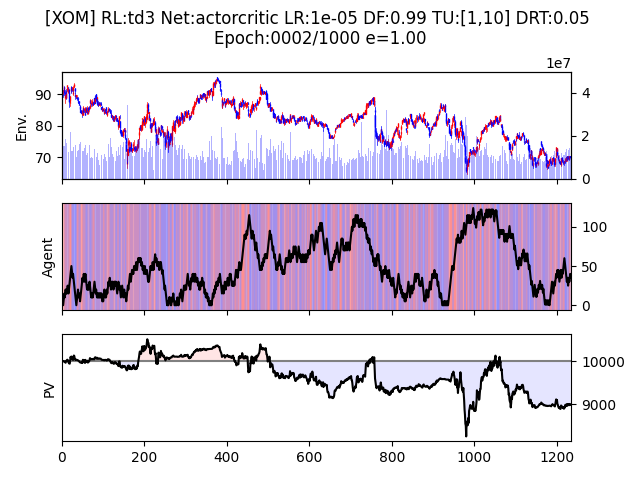 [XOM] RL:td3 Net:actorcritic LR:1e-05 DF:0.99 TU:[1,10] DRT:0.05
Epoch:0002/1000 e=1.00
1e7
Env.
90
80
70
4
2
0
Agent
100
50
0
PV
10000
9000
0 200 400 600 800 1000 1200